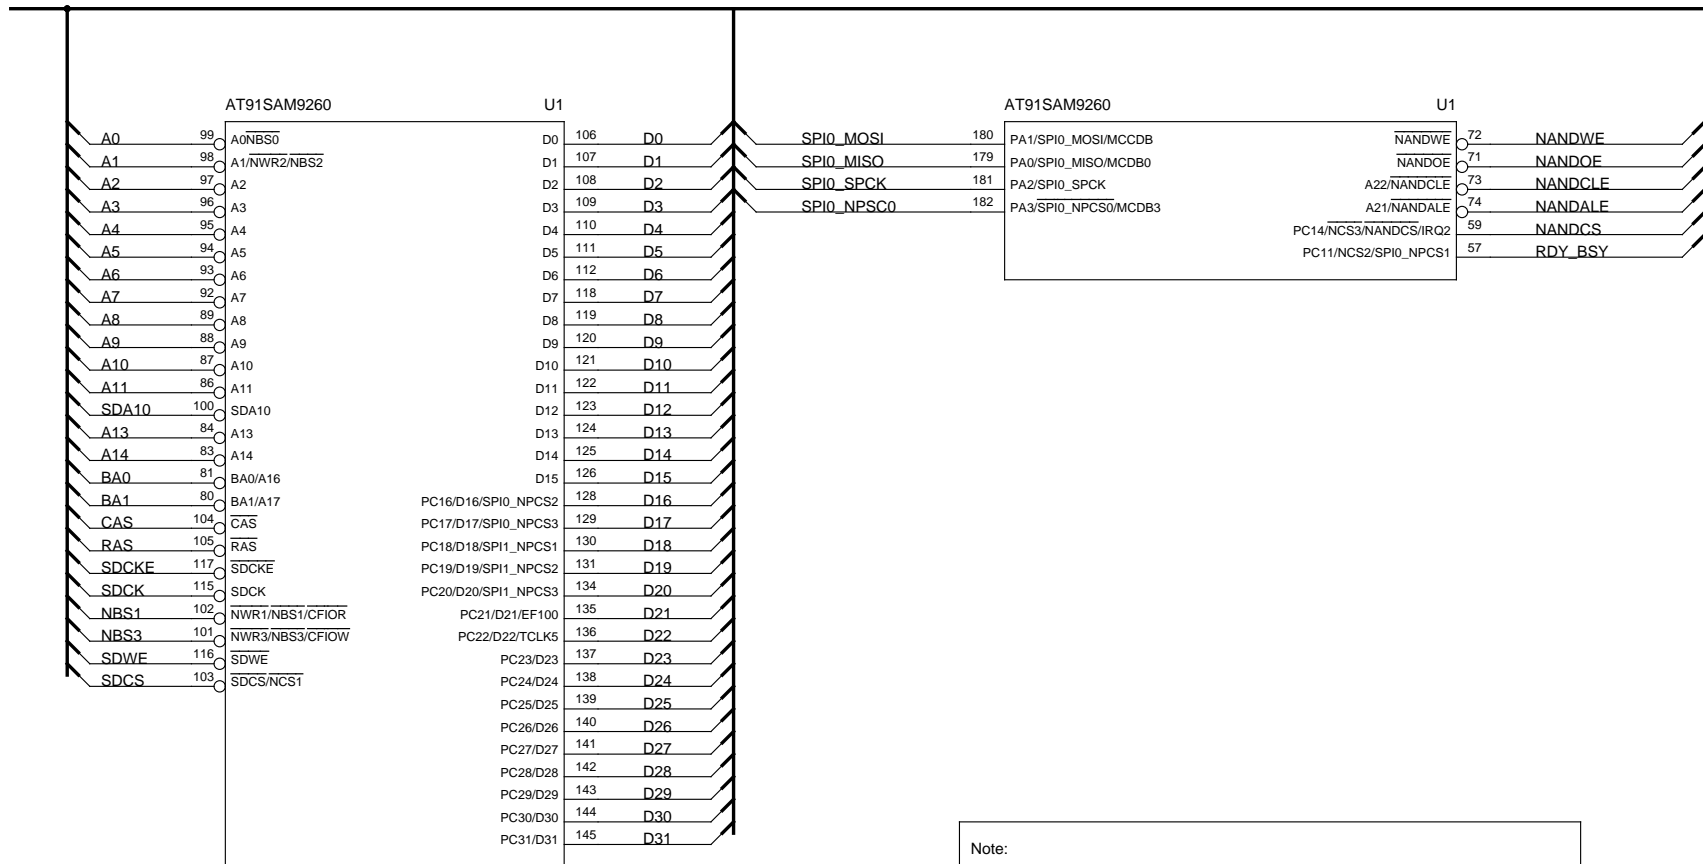 AT91SAM9260 U1
A0 99 A0NBS0 D0 106 D0
A1 98 A1/NWR2/NBS2 D1 107 D1
A2 97 A2 D2 108 D2
A3 96 A3 D3 109 D3
A4 95 A4 D4 110 D4
A5 94 A5 D5 111 D5
A6 93 A6 D6 112 D6
A7 92 A7 D7 118 D7
A8 89 A8 D8 119 D8
A9 88 A9 D9 120 D9
A10 87 A10 D10 121 D10
A11 86 A11 D11 122 D11
SDA10 100 SDA10 D12 123 D12
A13 84 A13 D13 124 D13
A14 83 A14 D14 125 D14
BA0 81 BA0/A16 D15 126 D15
BA1 80 BA1/A17 PC16/D16/SPI0_NPCS2 128 D16
CAS 104 CAS PC17/D17/SPI0_NPCS3 129 D17
RAS 105 RAS PC18/D18/SPI1_NPCS1 130 D18
SDCKE 117 SDCKE PC19/D19/SPI1_NPCS2 131 D19
SDCK 115 SDCK PC20/D20/SPI1_NPCS3 134 D20
NBS1 102 NWR1/NBS1/CFIOR PC21/D21/EF100 135 D21
NBS3 101 NWR3/NBS3/CFIOW PC22/D22/TCLK5 136 D22
SDWE 116 SDWE PC23/D23 137 D23
SDCS 103 SDCS/NCS1 PC24/D24 138 D24
PC25/D25 139 D25
PC26/D26 140 D26
PC27/D27 141 D27
PC28/D28 142 D28
PC29/D29 143 D29
PC30/D30 144 D30
PC31/D31 145 D31
AT91SAM9260 U1
SPI0_MOSI 180 PA1/SPI0_MOSI/MCCDB NANDWE 72 NANDWE
SPI0_MISO 179 PA0/SPI0_MISO/MCDB0 NANDOE 71 NANDOE
SPI0_SPCK 181 PA2/SPI0_SPCK A22/NANDCLE 73 NANDCLE
SPI0_NPSC0 182 PA3/SPI0_NPCS0/MCDB3 A21/NANDALE 74 NANDALE
PC14/NCS3/NANDCS/IRQ2 59 NANDCS
PC11/NCS2/SPI0_NPCS1 57 RDY_BSY
Note: